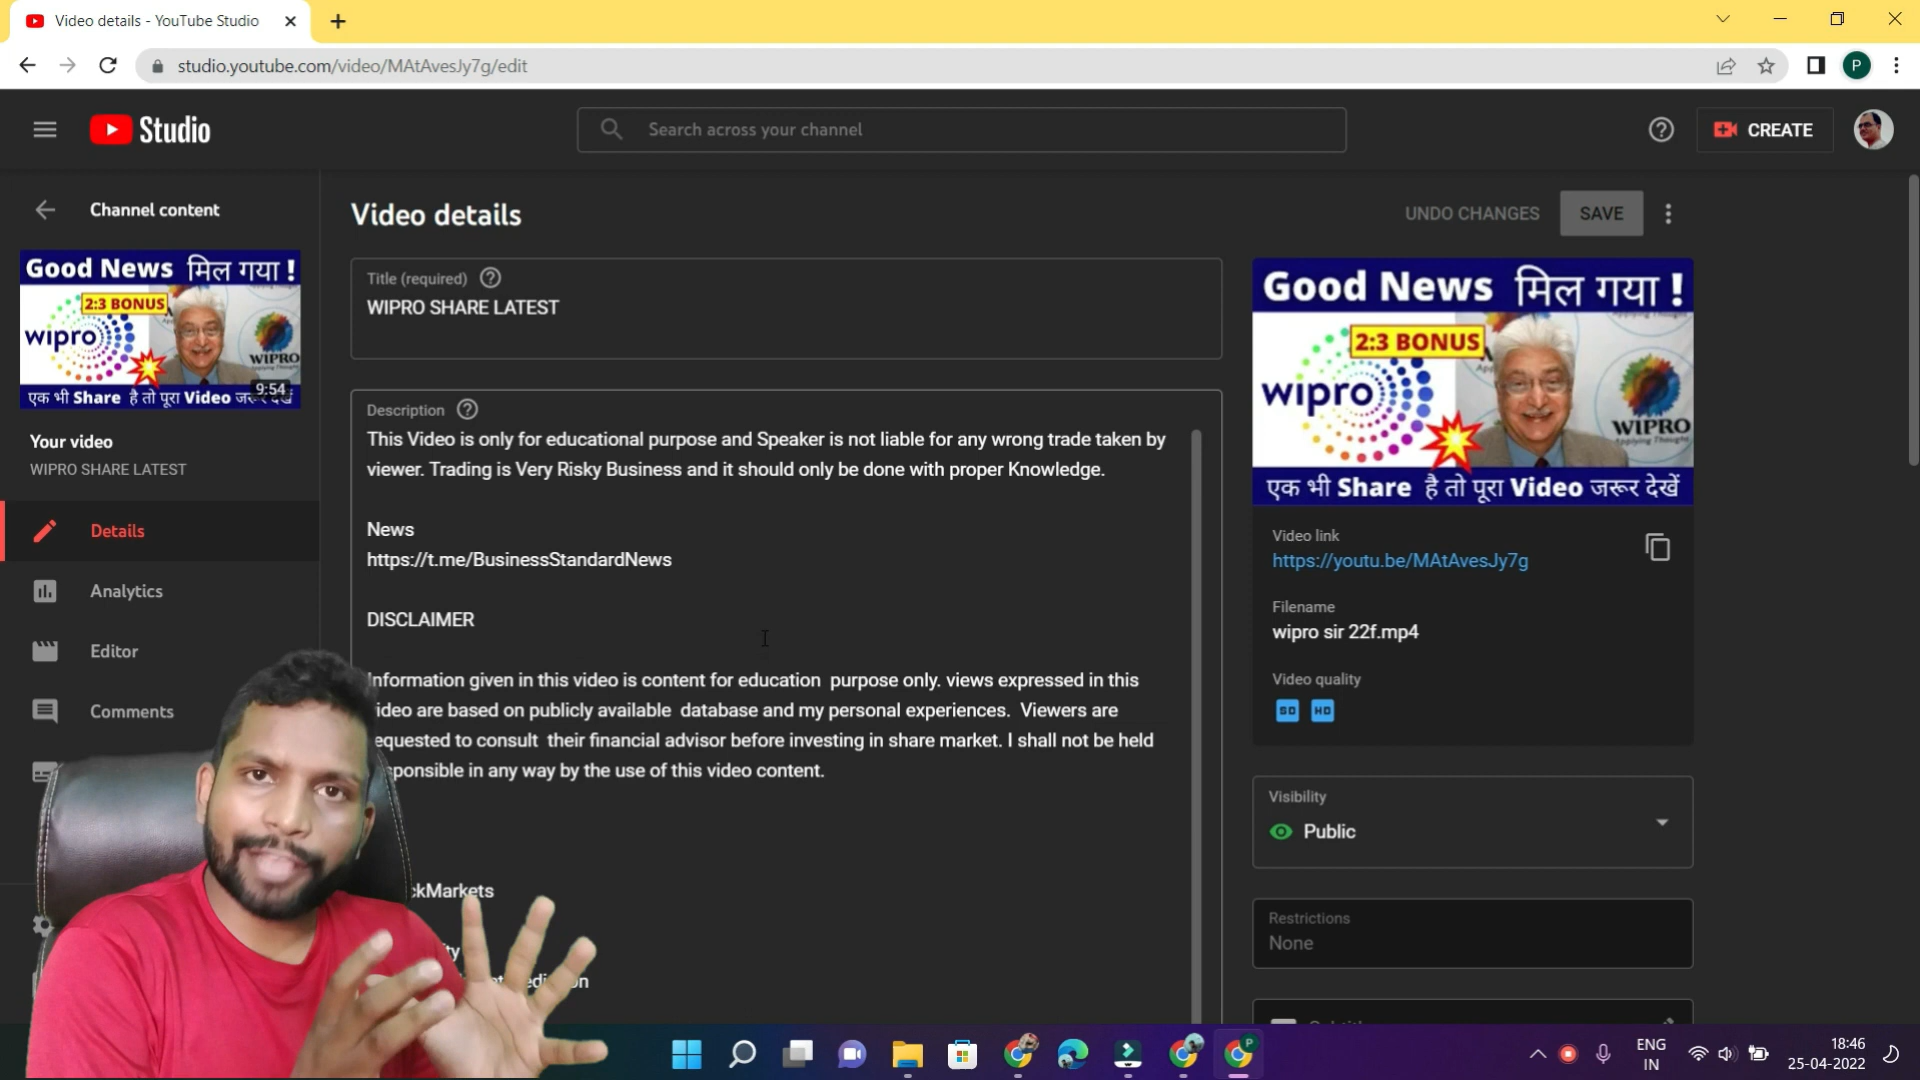 Video details - YouTube Studio
studio.youtube.com/video/MAtAvesJy7g/edit
P
Studio
Search across your channel
CREATE
Channel content
Video details
UNDO CHANGES
SAVE
Good News मिल गया !
2:3 BONUS
wipro
WIPRO
9:54
एक भी Share है तो पूरा Video जरूर देखें
Your video
WIPRO SHARE LATEST
Details
Analytics
Editor
Comments
Title (required)
WIPRO SHARE LATEST
Description
This Video is only for educational purpose and Speaker is not liable for any wrong trade taken by
viewer. Trading is Very Risky Business and it should only be done with proper Knowledge.
News
https://t.me/BusinessStandardNews
DISCLAIMER
Information given in this video is content for education purpose only. views expressed in this
ideo are based on publicly available database and my personal experiences. Viewers are
equested to consult their financial advisor before investing in share market. I shall not be held
sponsible in any way by the use of this video content.
ckMarkets
ty
Good News मिल गया !
2:3 BONUS
wipro
WIPRO
Applying Thought
एक भी Share है तो पूरा Video जरूर देखें
Video link
https://youtu.be/MAtAvesJy7g
Filename
wipro sir 22f.mp4
Video quality
SD HD
Visibility
Public
Restrictions
None
ENG
IN
18:46
25-04-2022